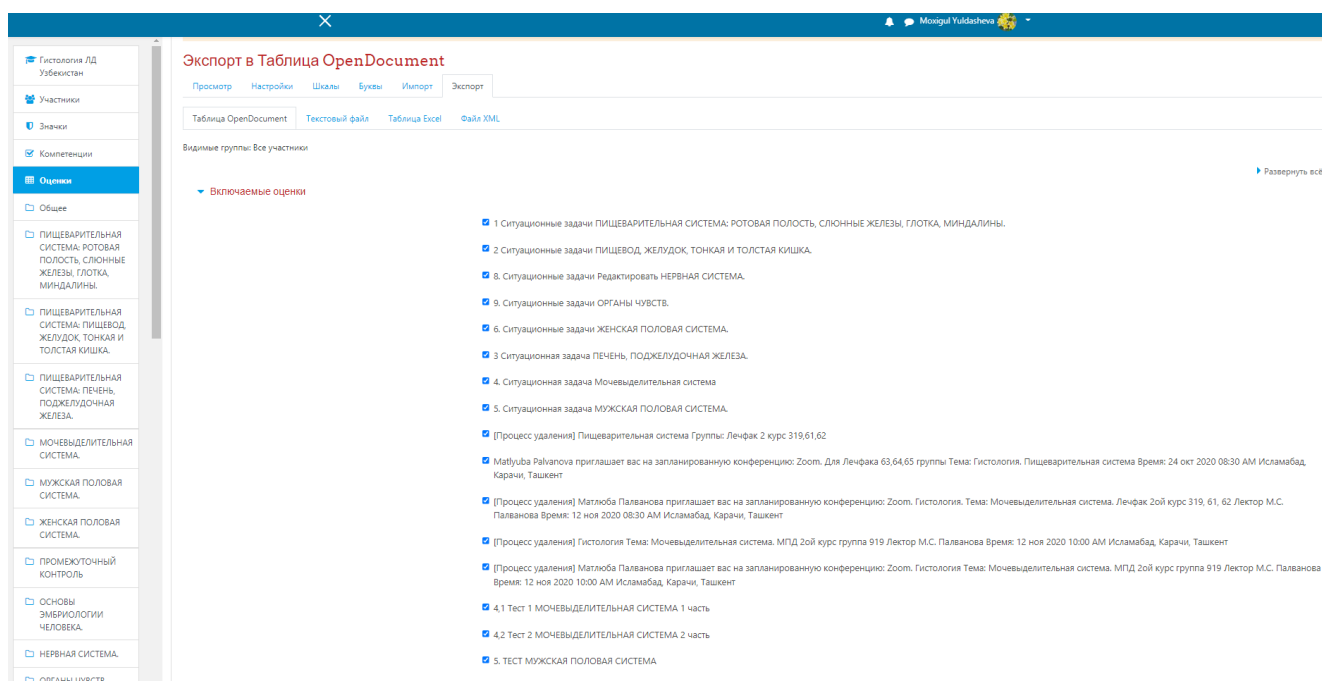 Moxigul Yuldasheva
Гистология ЛД
Узбекистан
Участники
Значки
Компетенции
Оценки
Общее
ПИЩЕВАРИТЕЛЬНАЯ
СИСТЕМА: РОТОВАЯ
ПОЛОСТЬ, СЛЮННЫЕ
ЖЕЛЕЗЫ, ГЛОТКА,
МИНДАЛИНЫ.
ПИЩЕВАРИТЕЛЬНАЯ
СИСТЕМА: ПИЩЕВОД,
ЖЕЛУДОК, ТОНКАЯ И
ТОЛСТАЯ КИШКА.
ПИЩЕВАРИТЕЛЬНАЯ
СИСТЕМА: ПЕЧЕНЬ,
ПОДЖЕЛУДОЧНАЯ
ЖЕЛЕЗА.
МОЧЕВЫДЕЛИТЕЛЬНАЯ
СИСТЕМА.
МУЖСКАЯ ПОЛОВАЯ
СИСТЕМА.
ЖЕНСКАЯ ПОЛОВАЯ
СИСТЕМА.
ПРОМЕЖУТОЧНЫЙ
КОНТРОЛЬ
ОСНОВЫ
ЭМБРИОЛОГИИ
ЧЕЛОВЕКА.
НЕРВНАЯ СИСТЕМА.
ОРГАНЫ ЧУВСТВ
Экспорт в Таблица OpenDocument
Просмотр Настройки Шкалы Буквы Импорт Экспорт
Таблица OpenDocument Текстовый файл Таблица Excel Файл XML
Видимые группы: Все участники
Развернуть всё
Включаемые оценки
1 Ситуационные задачи ПИЩЕВАРИТЕЛЬНАЯ СИСТЕМА: РОТОВАЯ ПОЛОСТЬ, СЛЮННЫЕ ЖЕЛЕЗЫ, ГЛОТКА, МИНДАЛИНЫ.
2 Ситуационные задачи ПИЩЕВОД, ЖЕЛУДОК, ТОНКАЯ И ТОЛСТАЯ КИШКА.
8. Ситуационные задачи Редактировать НЕРВНАЯ СИСТЕМА.
9. Ситуационные задачи ОРГАНЫ ЧУВСТВ.
6. Ситуационные задачи ЖЕНСКАЯ ПОЛОВАЯ СИСТЕМА.
3 Ситуационная задача ПЕЧЕНЬ, ПОДЖЕЛУДОЧНАЯ ЖЕЛЕЗА.
4. Ситуационная задача Мочевыделительная система
5. Ситуационная задача МУЖСКАЯ ПОЛОВАЯ СИСТЕМА.
[Процесс удаления] Пищеварительная система Группы: Лечфак 2 курс 319,61,62
Matlyuba Palvanova приглашает вас на запланированную конференцию: Zoom. Для Лечфака 63,64,65 группы Тема: Гистология. Пищеварительная система Время: 24 окт 2020 08:30 AM Исламабад,
Карачи, Ташкент
[Процесс удаления] Матлюба Палванова приглашает вас на запланированную конференцию: Zoom. Гистология. Тема: Мочевыделительная система. Лечфак 2ой курс 319, 61, 62 Лектор М.С.
Палванова Время: 12 ноя 2020 08:30 AM Исламабад, Карачи, Ташкент
[Процесс удаления] Гистология Тема: Мочевыделительная система. МПД 2ой курс группа 919 Лектор М.С. Палванова Время: 12 ноя 2020 10:00 AM Исламабад, Карачи, Ташкент
[Процесс удаления] Матлюба Палванова приглашает вас на запланированную конференцию: Zoom. Гистология Тема: Мочевыделительная система. МПД 2ой курс группа 919 Лектор М.С. Палванова
Время: 12 ноя 2020 10:00 AM Исламабад, Карачи, Ташкент
4,1 Тест 1 МОЧЕВЫДЕЛИТЕЛЬНАЯ СИСТЕМА 1 часть
4,2 Тест 2 МОЧЕВЫДЕЛИТЕЛЬНАЯ СИСТЕМА 2 часть
5. ТЕСТ МУЖСКАЯ ПОЛОВАЯ СИСТЕМА